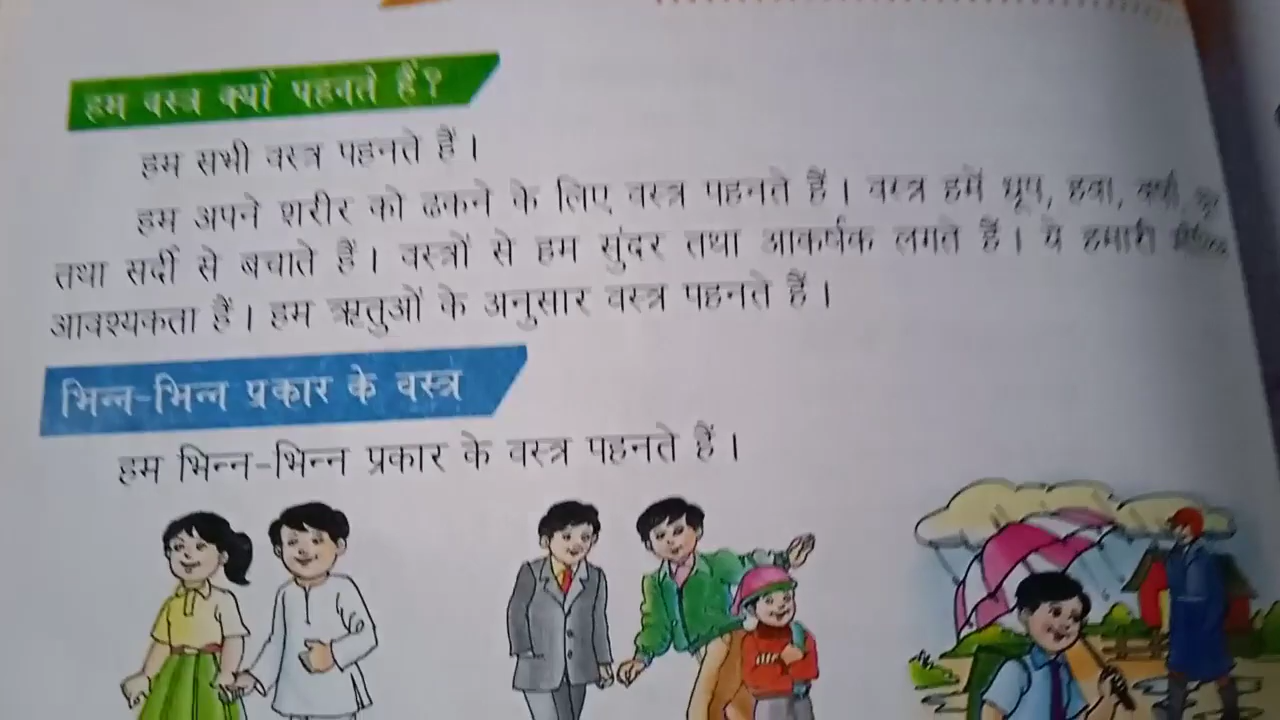 हम वस्त्र क्यों पहनते हैं?
हम सभी वस्त्र पहनते हैं।
हम अपने शरीर को ढकने के लिए वस्त्र पहनते हैं। वस्त्र हमें धूप, हवा, वर्षा,
तथा सर्दी से बचाते हैं। वस्त्रों से हम सुंदर तथा आकर्षक लगते हैं। ये हमारी
आवश्यकता हैं। हम ऋतुओं के अनुसार वस्त्र पहनते हैं।
भिन्न-भिन्न प्रकार के वस्त्र
हम भिन्न-भिन्न प्रकार के वस्त्र पहनते हैं।